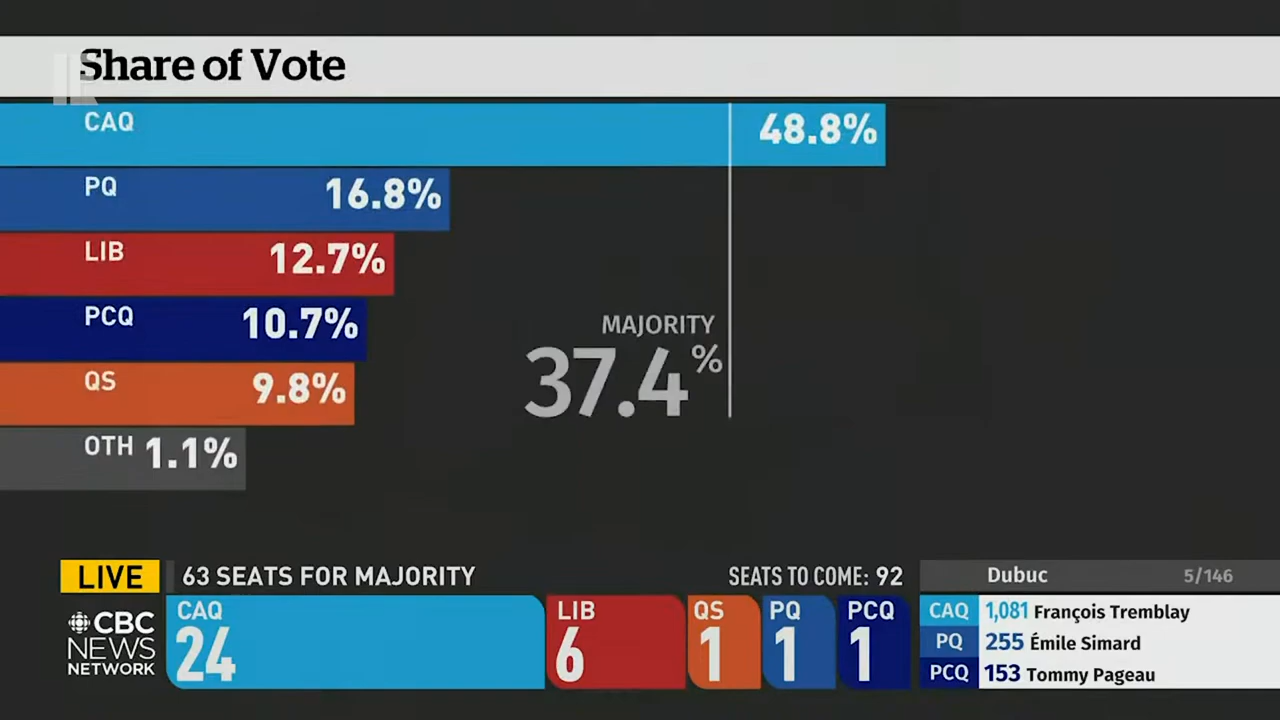 Share of Vote
CAQ 48.8%
PQ 16.8%
LIB 12.7%
PCQ 10.7%
QS 9.8%
OTH 1.1%
MAJORITY
37.4%
LIVE 63 SEATS FOR MAJORITY SEATS TO COME: 92
CBC
NEWS
NETWORK
CAQ
24
LIB
6
QS
1
PQ
1
PCQ
1
Dubuc 5/146
CAQ 1,081 François Tremblay
PQ 255 Émile Simard
PCQ 153 Tommy Pageau